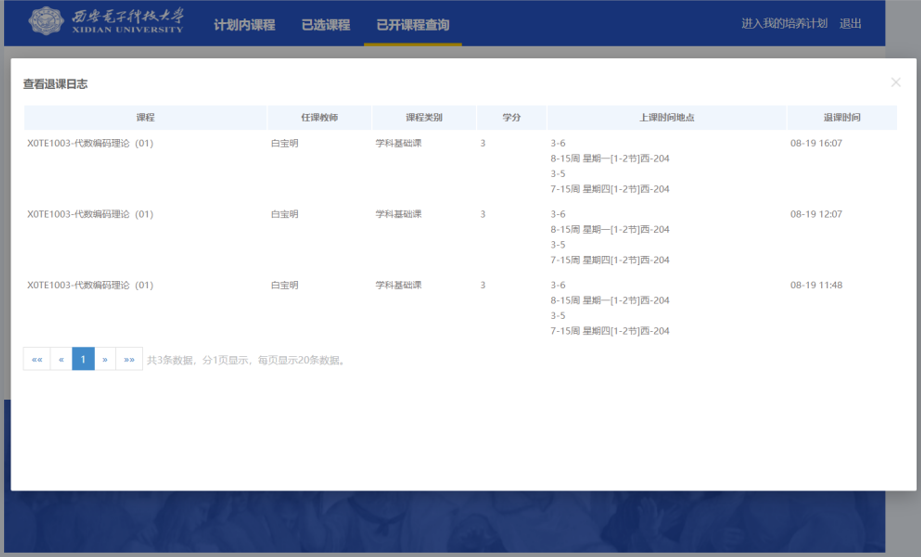 西安电子科技大学
XIDIAN UNIVERSITY
计划内课程 已选课程 已开课程查询 进入我的培养计划 退出
查看退课日志
课程 任课教师 课程类别 学分 上课时间地点 退课时间
X0TE1003-代数编码理论（01） 白宝明 学科基础课 3 3-6 08-19 16:07
8-15周 星期一[1-2节]西-204
3-5
7-15周 星期四[1-2节]西-204
X0TE1003-代数编码理论（01） 白宝明 学科基础课 3 3-6 08-19 12:07
8-15周 星期一[1-2节]西-204
3-5
7-15周 星期四[1-2节]西-204
X0TE1003-代数编码理论（01） 白宝明 学科基础课 3 3-6 08-19 11:48
8-15周 星期一[1-2节]西-204
3-5
7-15周 星期四[1-2节]西-204
«« « 1 » »» 共3条数据，分1页显示，每页显示20条数据。